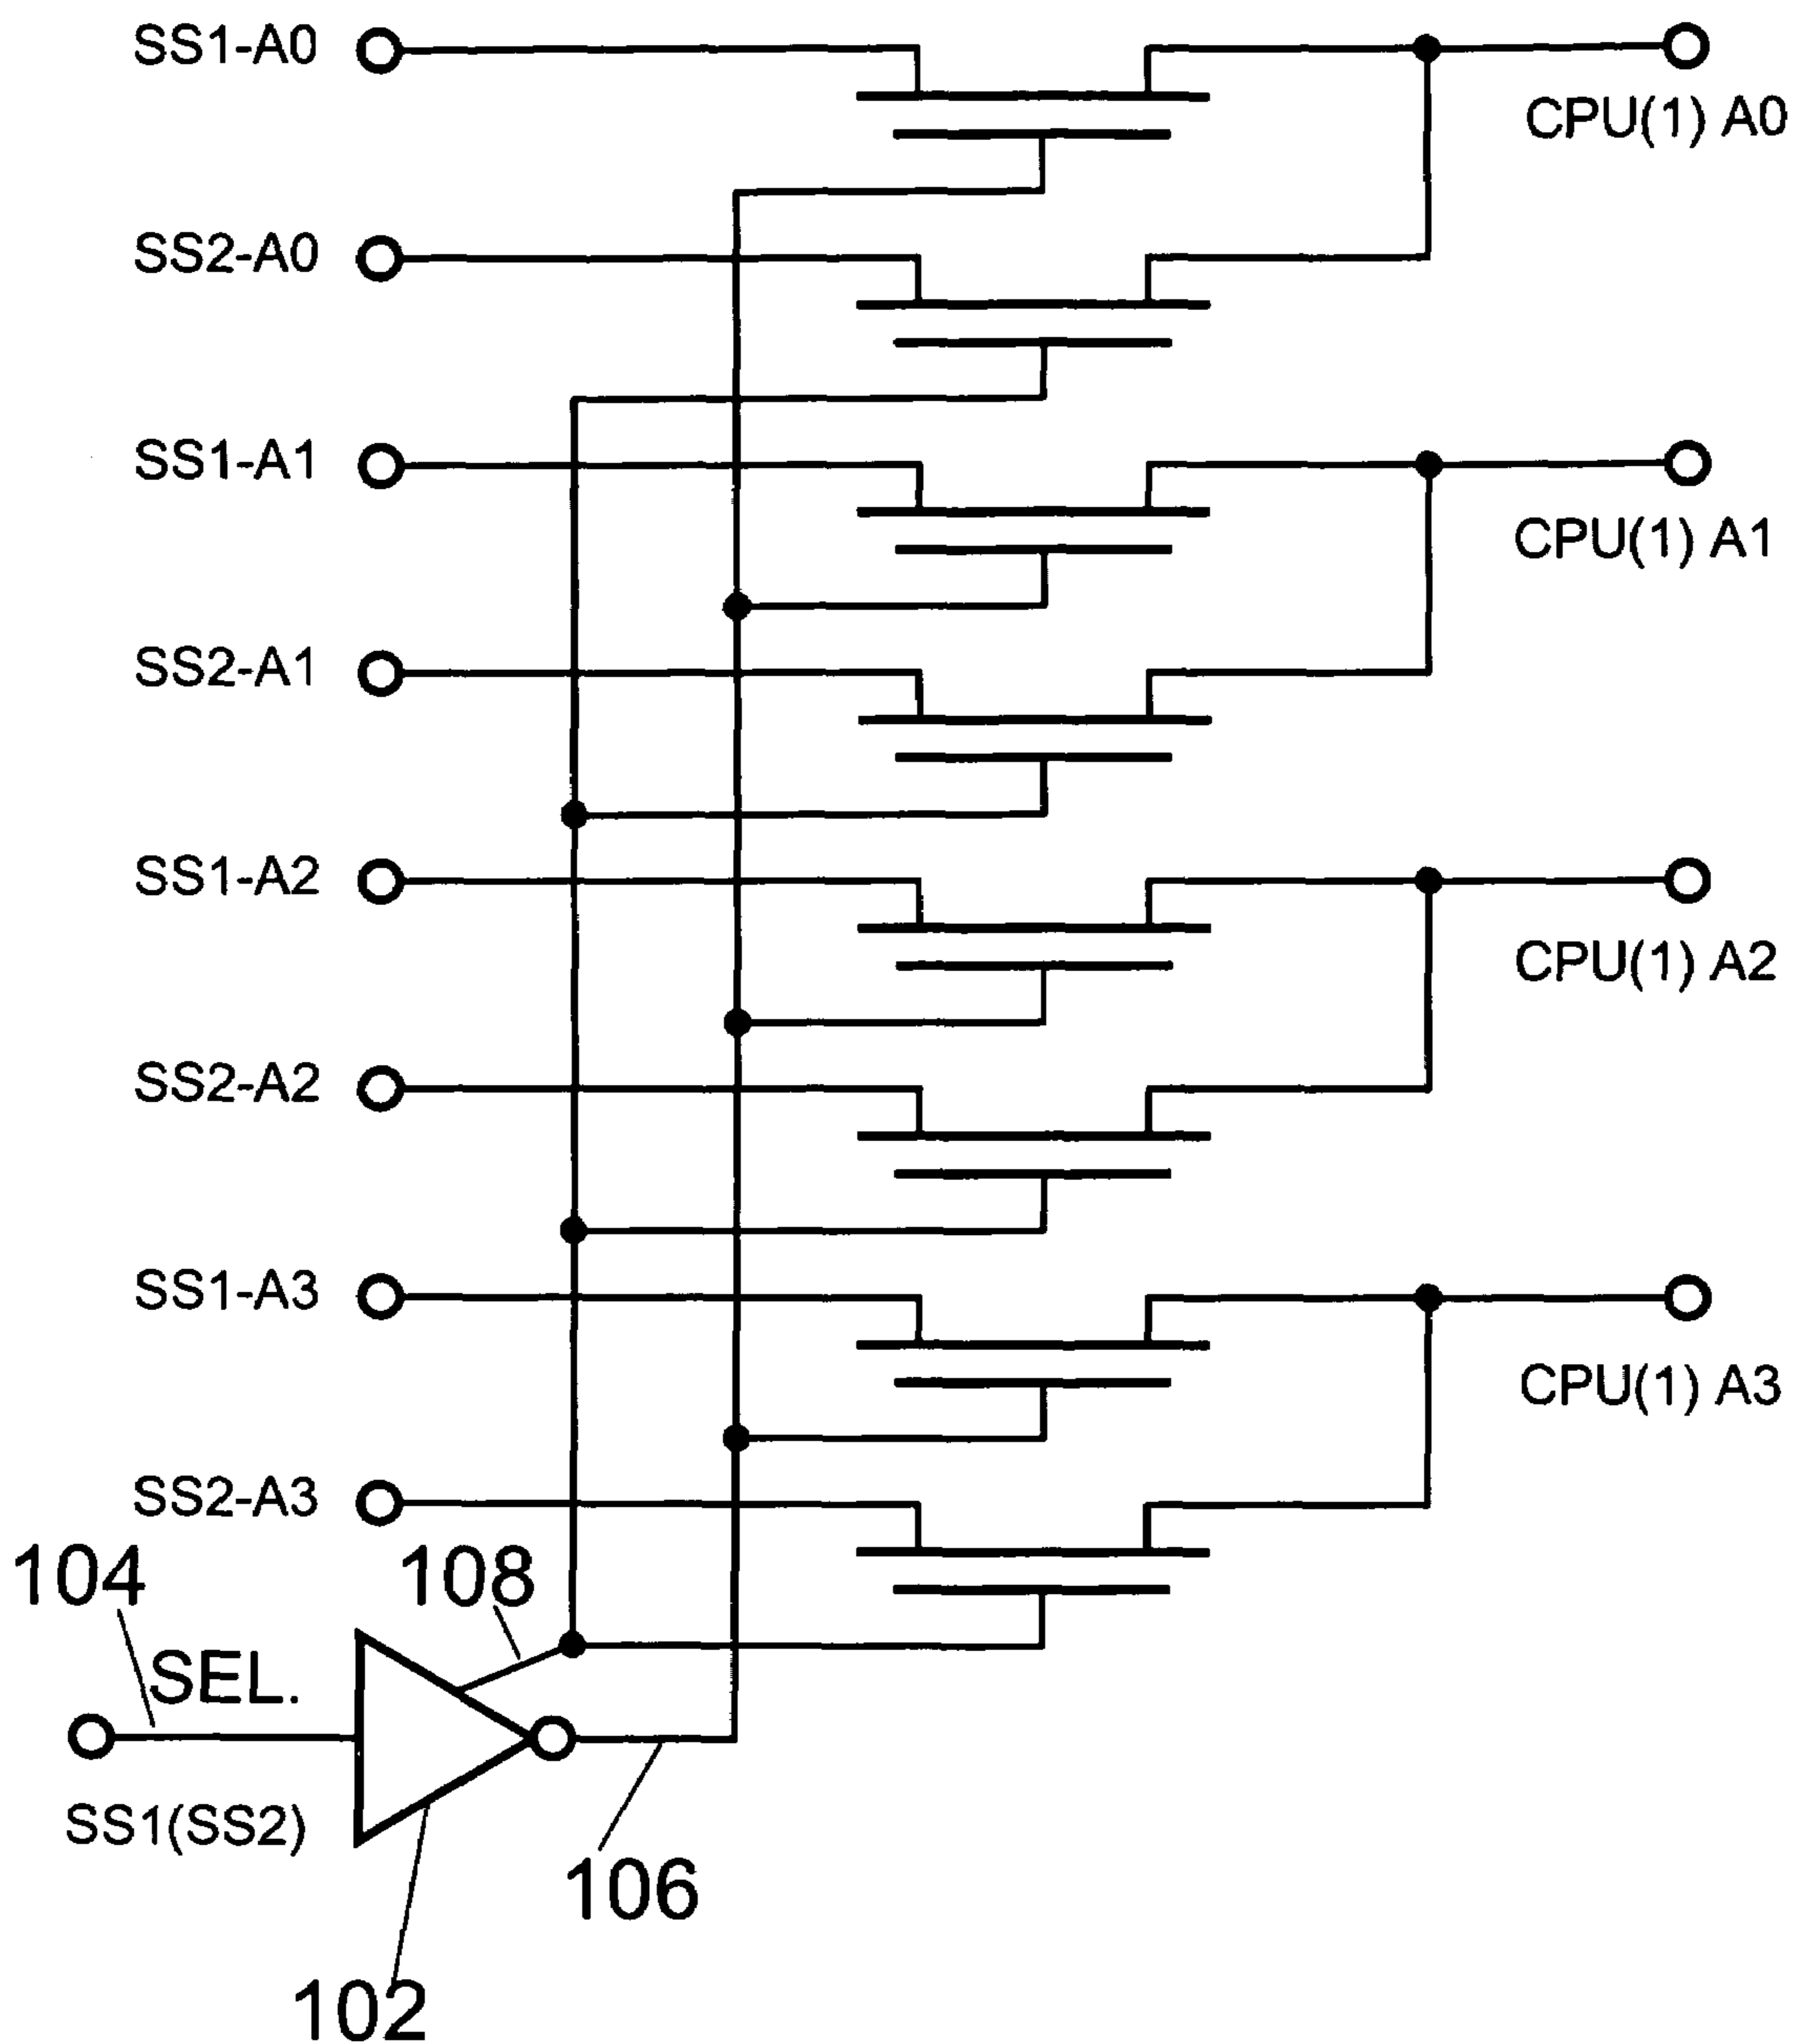 SS1-A0
CPU(1) A0
SS2-A0
SS1-A1
CPU(1) A1
SS2-A1
SS1-A2
CPU(1) A2
SS2-A2
SS1-A3
CPU(1) A3
SS2-A3
104
108
SEL.
SS1(SS2)
106
102